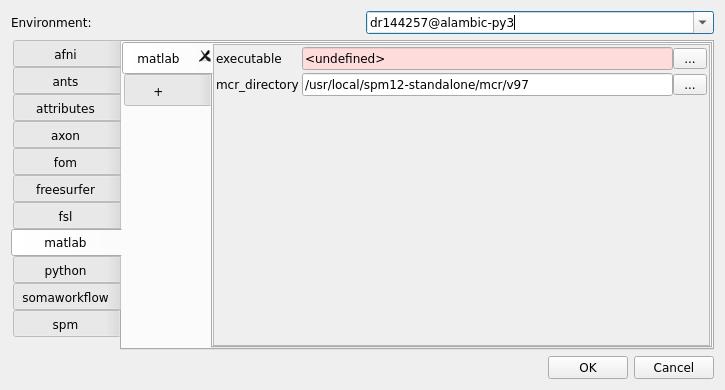 Environment: dr144257@alambic-py3
afni
ants
attributes
axon
fom
freesurfer
fsl
matlab
python
somaworkflow
spm
matlab
+
executable <undefined> ...
mcr_directory /usr/local/spm12-standalone/mcr/v97 ...
OK Cancel